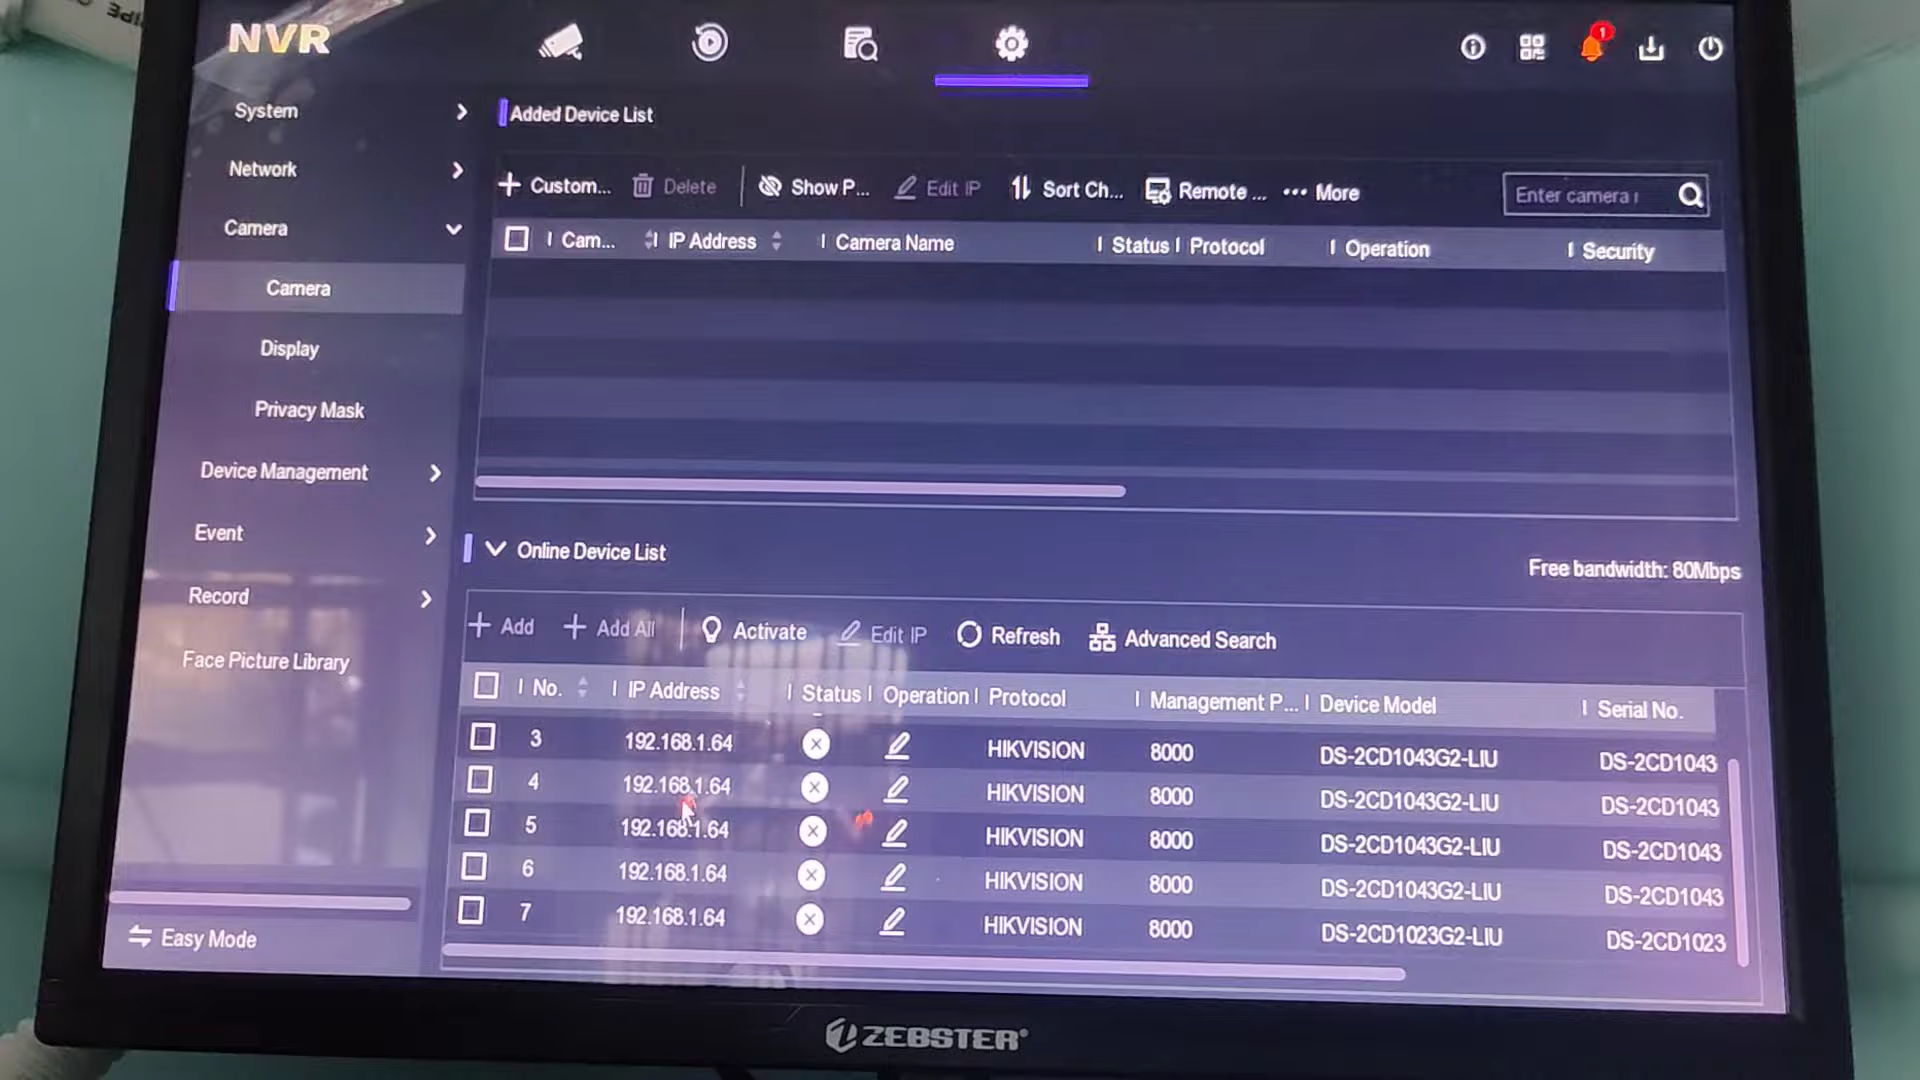 NVR
1
System
Network
Camera
Camera
Display
Privacy Mask
Device Management
Event
Record
Face Picture Library
Easy Mode
Added Device List
Custom... Delete Show P... Edit IP Sort Ch... Remote ... ••• More
Cam... IP Address Camera Name Status Protocol Operation Security
Online Device List
Free bandwidth: 80Mbps
Add Add All Activate Edit IP Refresh Advanced Search
No. IP Address Status Operation Protocol Management P... Device Model Serial No.
3 192.168.1.64 HIKVISION 8000 DS-2CD1043G2-LIU DS-2CD1043
4 192.168.1.64 HIKVISION 8000 DS-2CD1043G2-LIU DS-2CD1043
5 192.168.1.64 HIKVISION 8000 DS-2CD1043G2-LIU DS-2CD1043
6 192.168.1.64 HIKVISION 8000 DS-2CD1043G2-LIU DS-2CD1043
7 192.168.1.64 HIKVISION 8000 DS-2CD1023G2-LIU DS-2CD1023
ZEBSTER